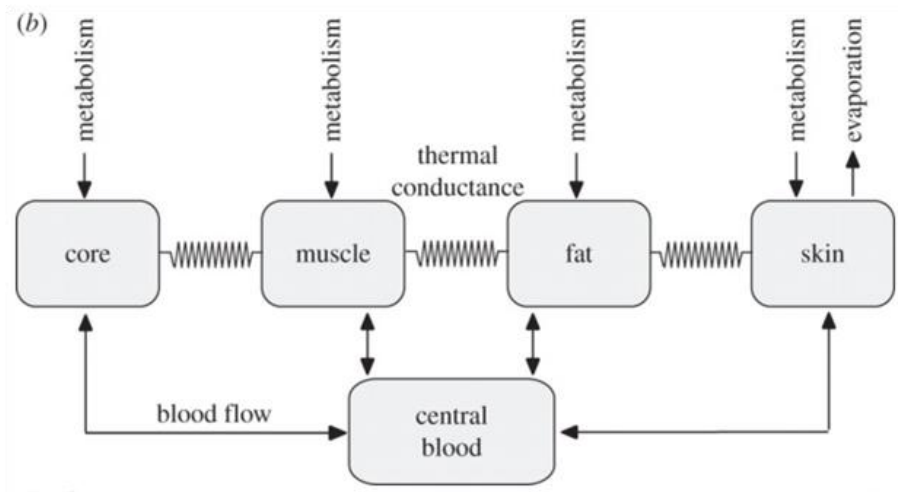 (b)
metabolism
metabolism
metabolism
metabolism
evaporation
thermal
conductance
core
muscle
fat
skin
blood flow
central
blood